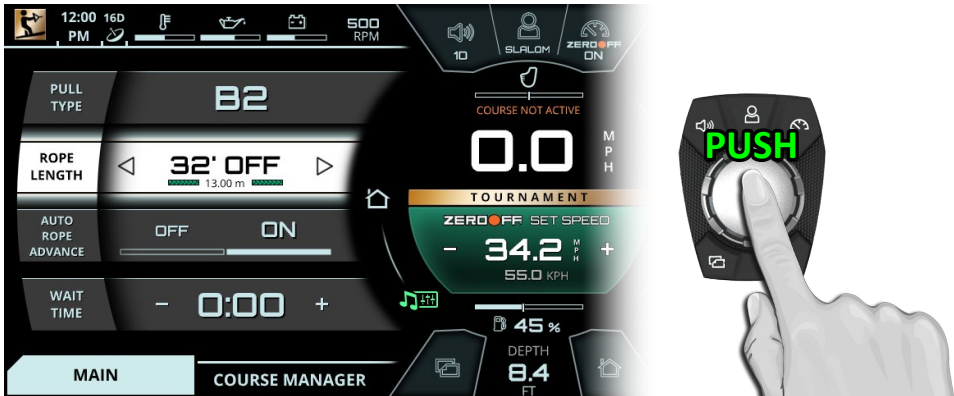 12:00
PM
16D
500
RPM
10
SLALOM
ZEROOFF
ON
PULL
TYPE
B2
COURSE NOT ACTIVE
0.0
MPH
ROPE
LENGTH
32' OFF
13.00 m
TOURNAMENT
ZEROOFF SET SPEED
- 34.2 MPH +
55.0 KPH
AUTO
ROPE
ADVANCE
OFF
ON
WAIT
TIME
- 0:00 +
45 %
DEPTH
8.4
FT
MAIN
COURSE MANAGER
PUSH